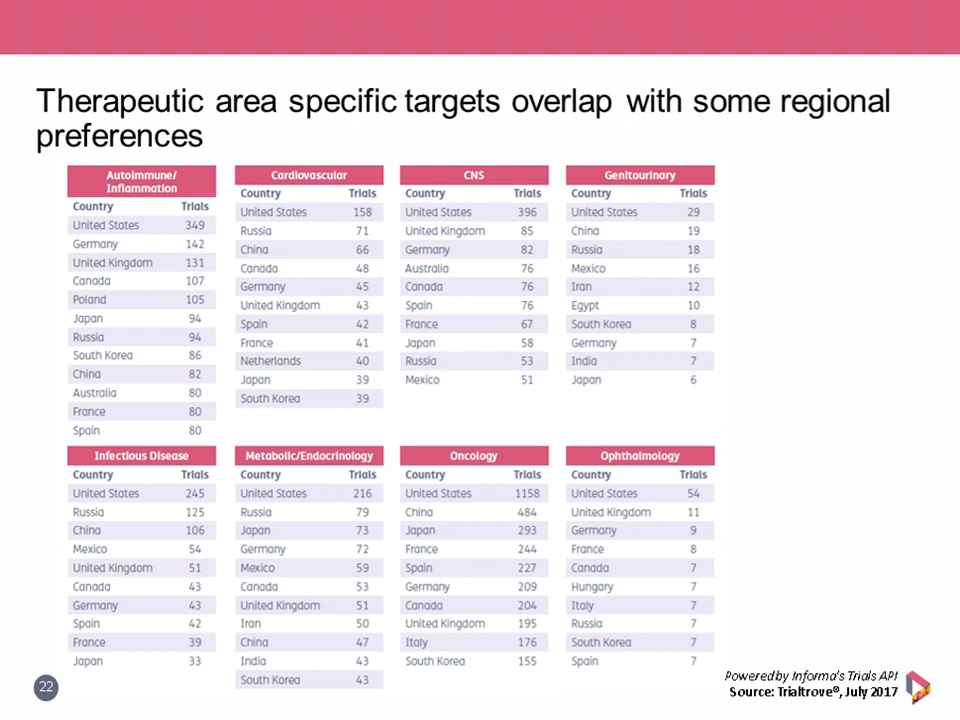 Therapeutic area specific targets overlap with some regional
preferences
Autoimmune/
Inflammation
Country Trials
United States 349
Germany 142
United Kingdom 131
Canada 107
Poland 105
Japan 94
Russia 94
South Korea 86
China 82
Australia 80
France 80
Spain 80
Cardiovascular
Country Trials
United States 158
Russia 71
China 66
Canada 48
Germany 45
United Kingdom 43
Spain 42
France 41
Netherlands 40
Japan 39
South Korea 39
CNS
Country Trials
United States 396
United Kingdom 85
Germany 82
Australia 76
Canada 76
Spain 76
France 67
Japan 58
Russia 53
Mexico 51
Genitourinary
Country Trials
United States 29
China 19
Russia 18
Mexico 16
Iran 12
Egypt 10
South Korea 8
Germany 7
India 7
Japan 6
Infectious Disease
Country Trials
United States 245
Russia 125
China 106
Mexico 54
United Kingdom 51
Canada 43
Germany 43
Spain 42
France 39
Japan 33
Metabolic/Endocrinology
Country Trials
United States 216
Russia 79
Japan 73
Germany 72
Mexico 59
Canada 53
United Kingdom 51
Iran 50
China 47
India 43
South Korea 43
Oncology
Country Trials
United States 1158
China 484
Japan 293
France 244
Spain 227
Germany 209
Canada 204
United Kingdom 195
Italy 176
South Korea 155
Ophthalmology
Country Trials
United States 54
United Kingdom 11
Germany 9
France 8
Canada 7
Hungary 7
Italy 7
Russia 7
South Korea 7
Spain 7
22
Powered by Informa's Trials API
Source: Trialtrove®, July 2017